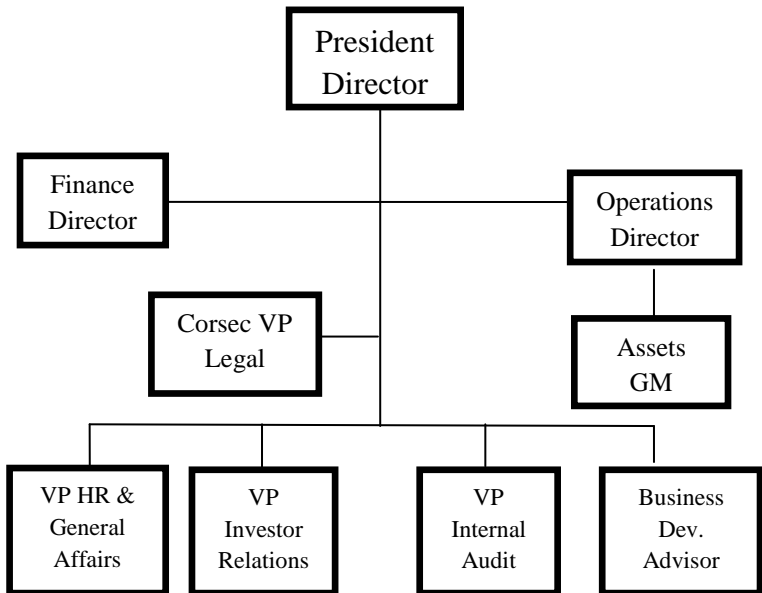 President
Director
Finance
Director
Operations
Director
Corsec VP
Legal
Assets
GM
VP HR &
General
Affairs
VP
Investor
Relations
VP
Internal
Audit
Business
Dev.
Advisor